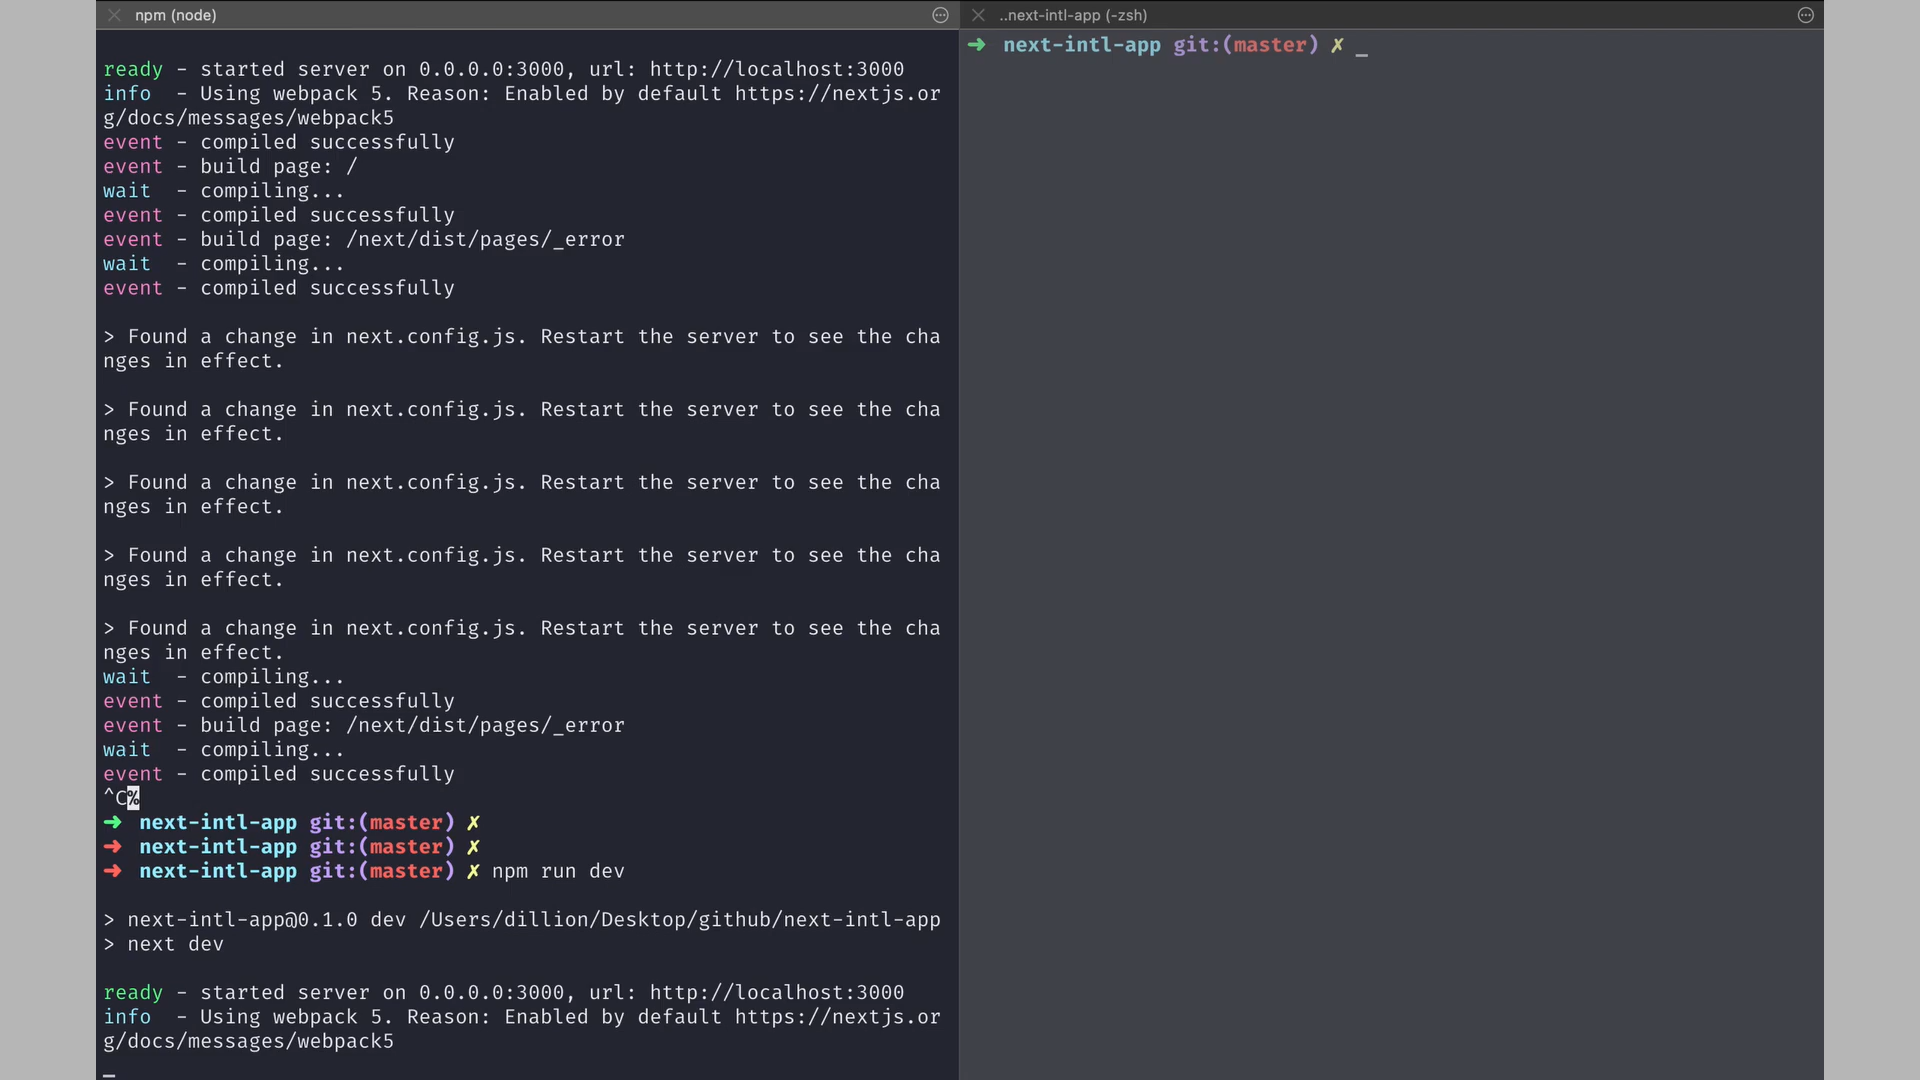 npm (node)
ready - started server on 0.0.0.0:3000, url: http://localhost:3000
info  - Using webpack 5. Reason: Enabled by default https://nextjs.or
g/docs/messages/webpack5
event - compiled successfully
event - build page: /
wait  - compiling...
event - compiled successfully
event - build page: /next/dist/pages/_error
wait  - compiling...
event - compiled successfully
> Found a change in next.config.js. Restart the server to see the cha
nges in effect.
> Found a change in next.config.js. Restart the server to see the cha
nges in effect.
> Found a change in next.config.js. Restart the server to see the cha
nges in effect.
> Found a change in next.config.js. Restart the server to see the cha
nges in effect.
> Found a change in next.config.js. Restart the server to see the cha
nges in effect.
wait  - compiling...
event - compiled successfully
event - build page: /next/dist/pages/_error
wait  - compiling...
event - compiled successfully
^C%
➜ next-intl-app git:(master) ✗
➜ next-intl-app git:(master) ✗
➜ next-intl-app git:(master) ✗ npm run dev
> next-intl-app@0.1.0 dev /Users/dillion/Desktop/github/next-intl-app
> next dev
ready - started server on 0.0.0.0:3000, url: http://localhost:3000
info  - Using webpack 5. Reason: Enabled by default https://nextjs.or
g/docs/messages/webpack5
_
..next-intl-app (-zsh)
➜ next-intl-app git:(master) ✗ _